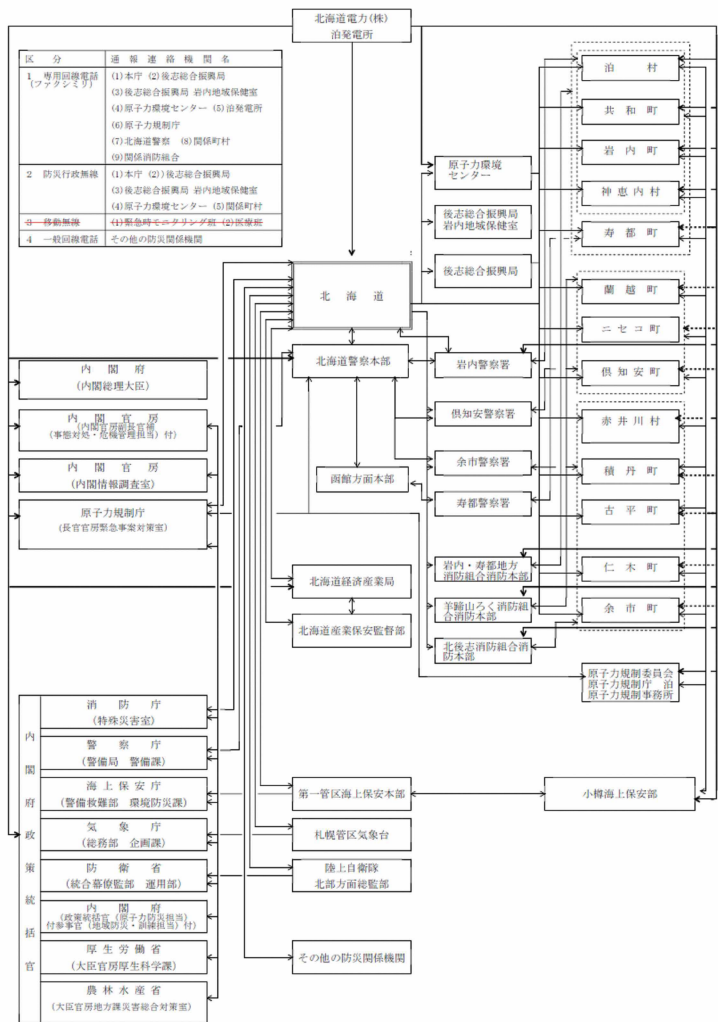 北海道電力(株)
泊発電所
区　分　通 報 連 絡 機 関 名
1　専用回線電話
(ファクシミリ)
(1)本庁 (2)後志総合振興局
(3)後志総合振興局 岩内地域保健室
(4)原子力環境センター (5)泊発電所
(6)原子力規制庁
(7)北海道警察　(8)関係町村
(9)関係消防総合
2　防災行政無線　(1)本庁 (2))後志総合振興局
(3)後志総合振興局 岩内地域保健室
(4)原子力環境センター (5)関係町村
3　移動無線　(1)緊急時モニタリング班 (2)医療班
4　一般回線電話　その他の防災関係機関
泊　村
共 和 町
岩 内 町
神恵内村
寿 都 町
蘭 越 町
ニセコ町
倶知安町
赤井川村
積 丹 町
古 平 町
仁 木 町
余 市 町
原子力環境
センター
後志総合振興局
岩内地域保健室
後志総合振興局
北　海　道
北海道警察本部
岩内警察署
倶知安警察署
余市警察署
寿都警察署
函館方面本部
内　閣　府
(内閣総理大臣)
内　閣　官　房
(内閣官房副長官補
(事態対処・危機管理担当)付)
内　閣　官　房
(内閣情報調査室)
原子力規制庁
(長官官房緊急事案対策室)
岩内・寿都地方
消防組合消防本部
羊蹄山ろく消防組
合消防本部
北後志消防組合消
防本部
北海道経済産業局
北海道産業保安監督部
原子力規制委員会
原子力規制庁　泊
原子力規制事務所
内閣府政策統括官
消　防　庁
(特殊災害室)
警　察　庁
(警備局 警備課)
海 上 保 安 庁
(警備救難部 環境防災課)
気　象　庁
(総務部 企画課)
防　衛　省
(統合幕僚監部 運用部)
内　閣　府
(政策統括官（原子力防災担当)
付参事官（地域防災・訓練担当）付)
厚 生 労 働 省
(大臣官房厚生科学課)
農 林 水 産 省
(大臣官房地方課災害総合対策室)
第一管区海上保安本部
小樽海上保安部
札幌管区気象台
陸上自衛隊
北部方面総監部
その他の防災関係機関